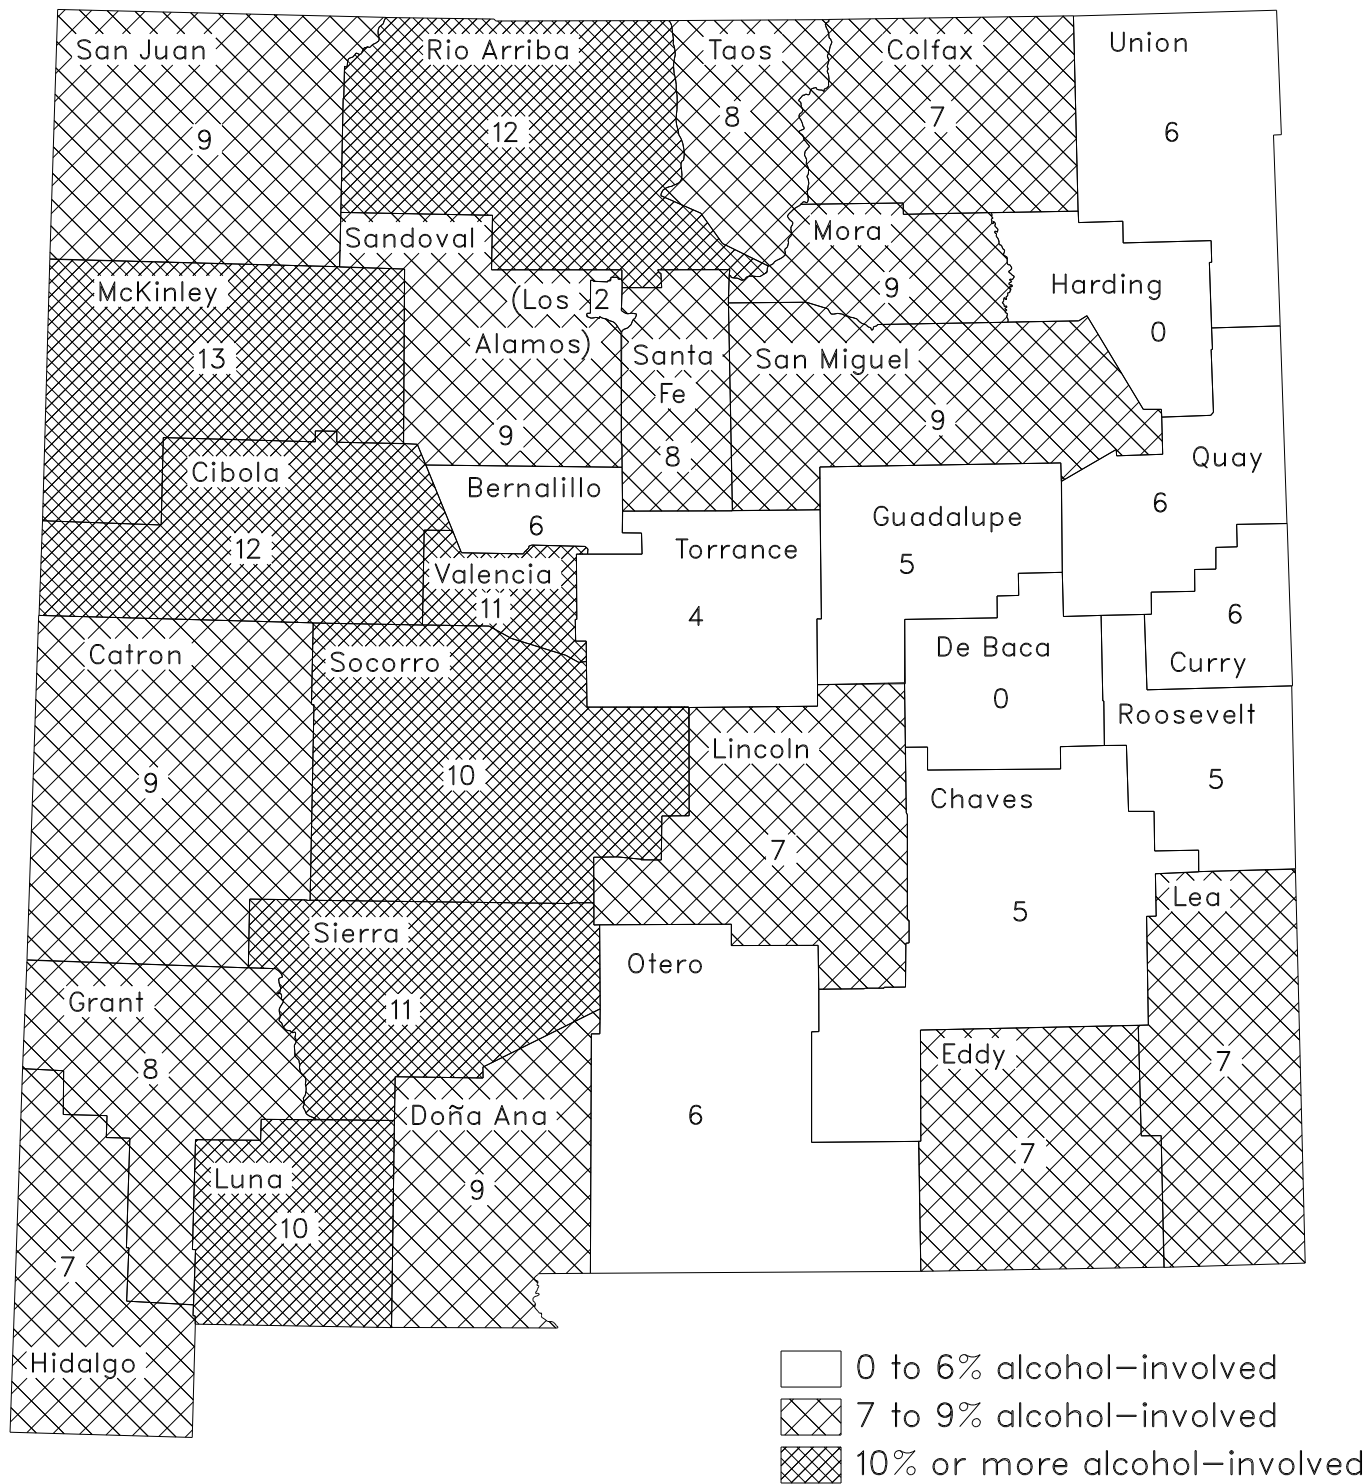 San Juan
9
Rio Arriba
12
Taos
8
Colfax
7
Union
6
Sandoval
9
(Los
Alamos)
2
Mora
9
Harding
0
McKinley
13
Santa
Fe
8
San Miguel
9
Quay
6
Cibola
12
Bernalillo
6
Valencia
11
Torrance
4
Guadalupe
5
De Baca
0
6
Curry
Roosevelt
5
Catron
9
Socorro
10
Lincoln
7
Chaves
5
Lea
7
Sierra
11
Otero
6
Eddy
7
Grant
8
Doña Ana
9
Luna
10
7
Hidalgo
0 to 6% alcohol–involved
7 to 9% alcohol–involved
10% or more alcohol–involved